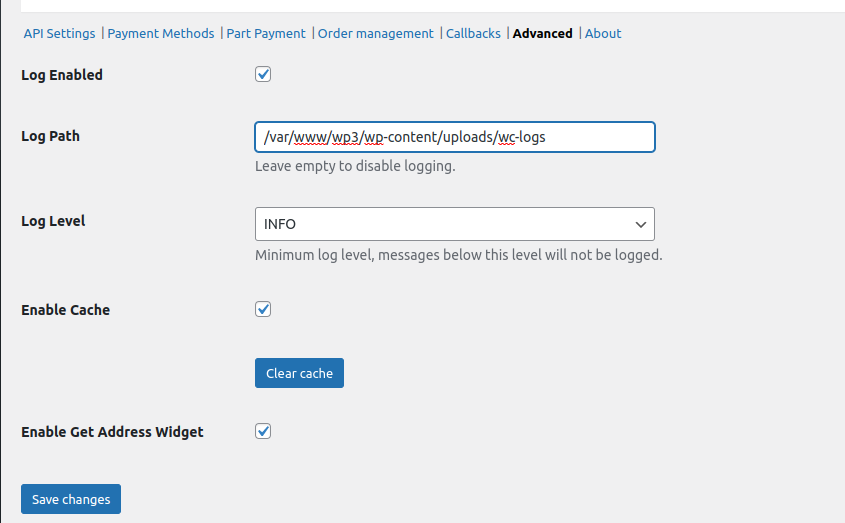 API Settings | Payment Methods | Part Payment | Order management | Callbacks | Advanced | About
Log Enabled
Log Path
/var/www/wp3/wp-content/uploads/wc-logs
Leave empty to disable logging.
Log Level
INFO
Minimum log level, messages below this level will not be logged.
Enable Cache
Clear cache
Enable Get Address Widget
Save changes